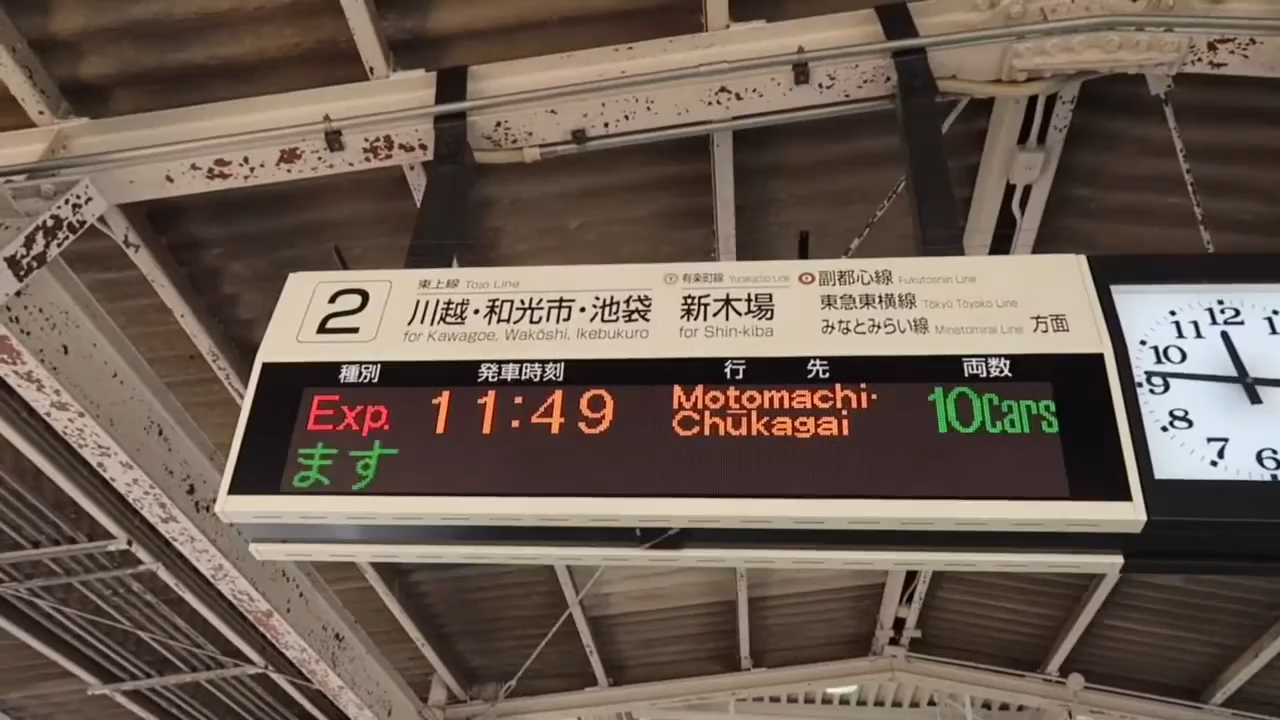 2
東上線 Tojo Line
川越・和光市・池袋
for Kawagoe, Wakōshi, Ikebukuro
有楽町線 Yurakucho Line
新木場
for Shin-kiba
副都心線 Fukutoshin Line
東急東横線 Tōkyū Tōyoko Line
みなとみらい線 Minatomirai Line 方面
種別 発車時刻 行先 両数
Exp. 11:49 Motomachi・Chūkagai 10Cars
ます
11 12 1
10
9
8
7 6